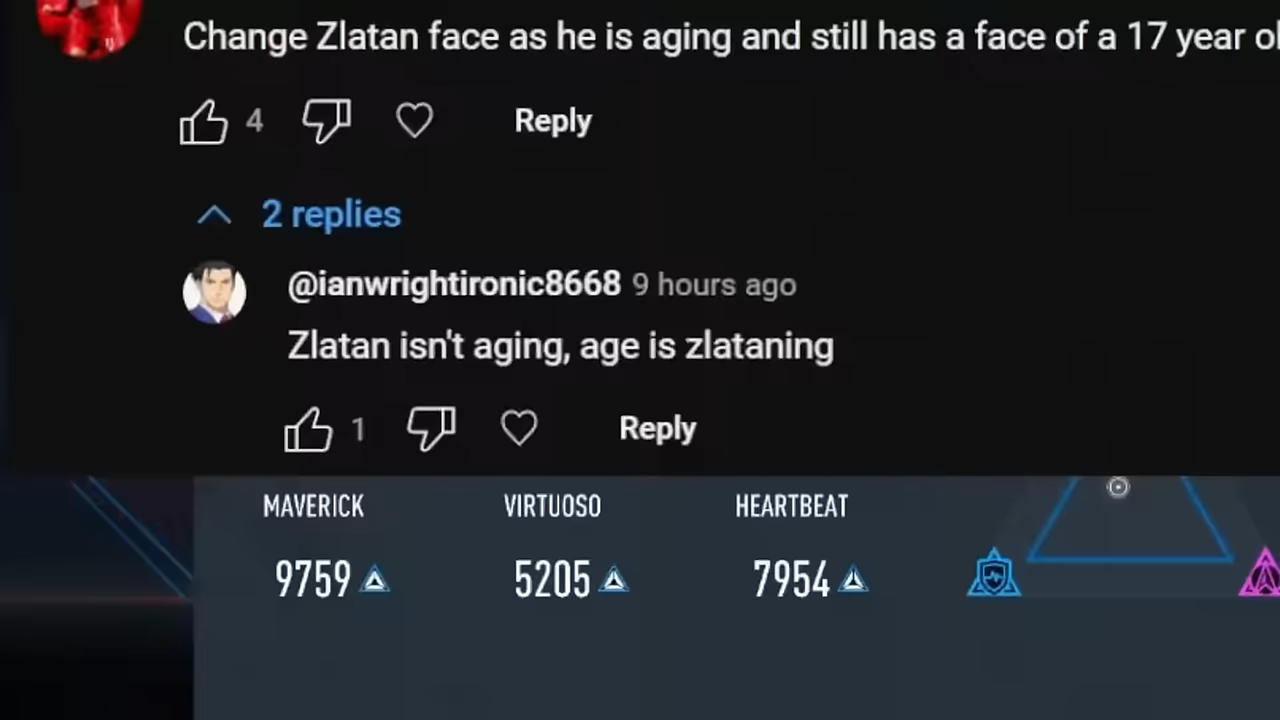 Change Zlatan face as he is aging and still has a face of a 17 year ol
4
Reply
2 replies
@ianwrightironic8668 9 hours ago
Zlatan isn't aging, age is zlataning
1
Reply
MAVERICK VIRTUOSO HEARTBEAT
9759 5205 7954